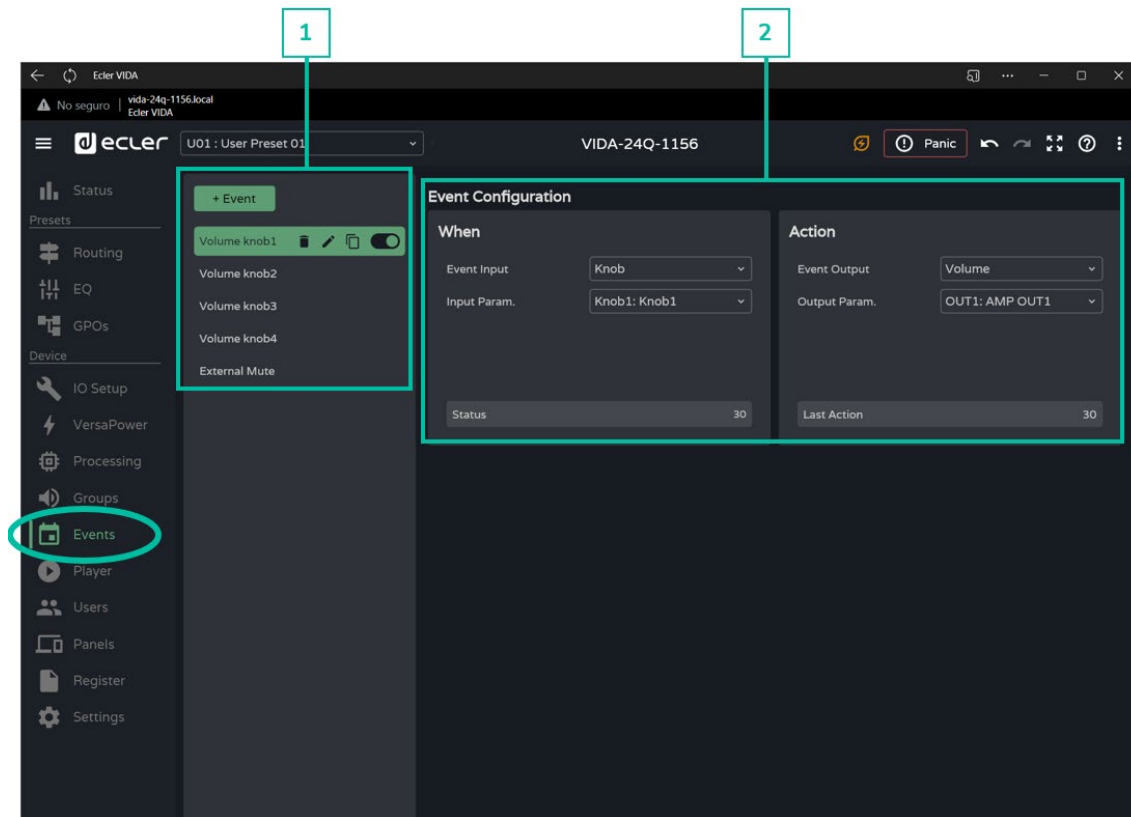 1
2
Ecler VIDA
No seguro
vida-24q-1156.local
Ecler VIDA
ecler
U01 : User Preset 01
VIDA-24Q-1156
Panic
Status
Presets
Routing
EQ
GPOs
Device
IO Setup
VersaPower
Processing
Groups
Events
Player
Users
Panels
Register
Settings
+ Event
Volume knob1
Volume knob2
Volume knob3
Volume knob4
External Mute
Event Configuration
When
Event Input Knob
Input Param. Knob1: Knob1
Status 30
Action
Event Output Volume
Output Param. OUT1: AMP OUT1
Last Action 30